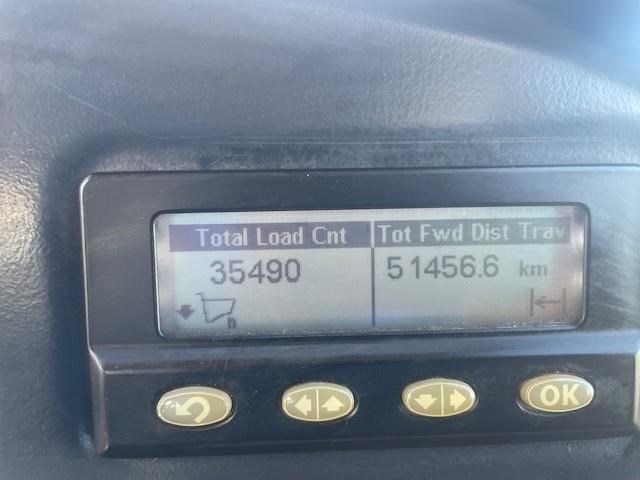 Total Load Cnt
Tot Fwd Dist Trav
35490
51456.6 km
h
OK